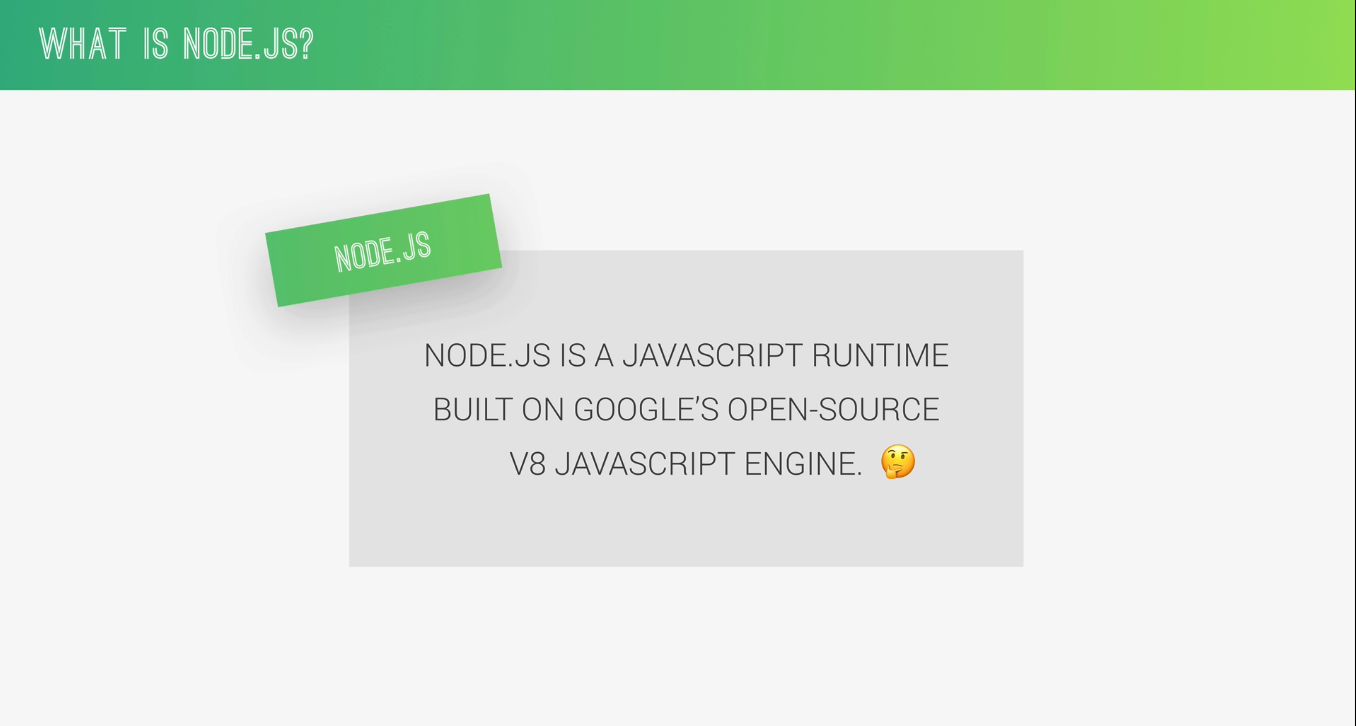 WHAT IS NODE.JS?
NODE.JS
NODE.JS IS A JAVASCRIPT RUNTIME
BUILT ON GOOGLE'S OPEN-SOURCE
V8 JAVASCRIPT ENGINE. 🤔